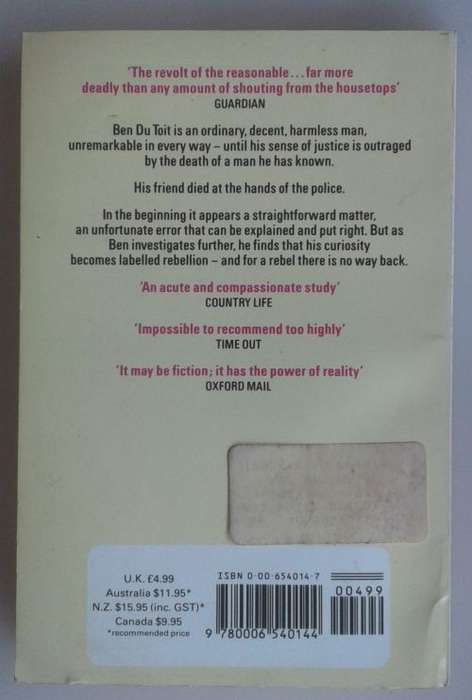 'The revolt of the reasonable...far more
deadly than any amount of shouting from the housetops'
GUARDIAN
Ben Du Toit is an ordinary, decent, harmless man,
unremarkable in every way – until his sense of justice is outraged
by the death of a man he has known.
His friend died at the hands of the police.
In the beginning it appears a straightforward matter,
an unfortunate error that can be explained and put right. But as
Ben investigates further, he finds that his curiosity
becomes labelled rebellion – and for a rebel there is no way back.
'An acute and compassionate study'
COUNTRY LIFE
'Impossible to recommend too highly'
TIME OUT
'It may be fiction; it has the power of reality'
OXFORD MAIL
U.K. £4.99
Australia $11.95*
N.Z. $15.95 (inc. GST)*
Canada $9.95
*recommended price
ISBN 0-00-654014-7
00499
9 780006 540144